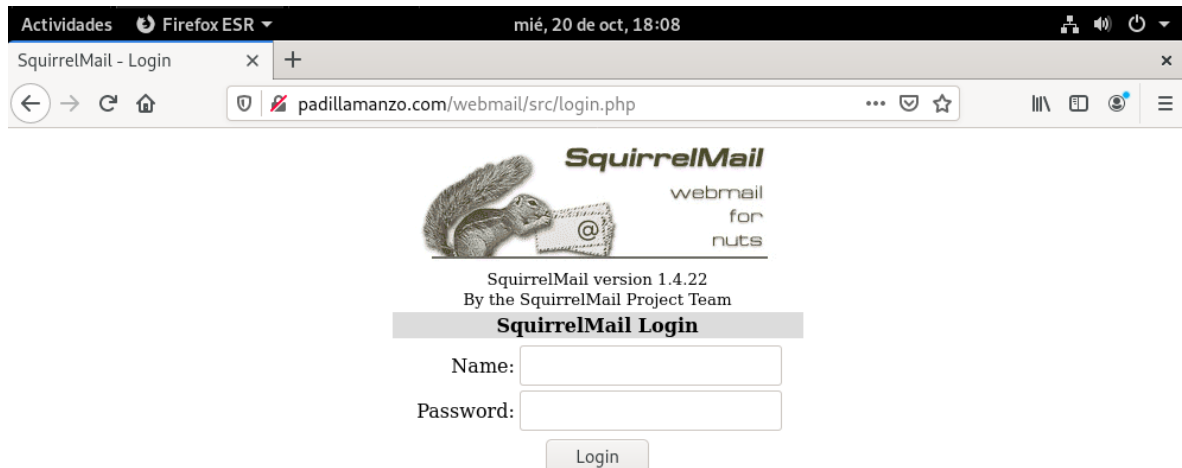 Actividades Firefox ESR mié, 20 de oct, 18:08
SquirrelMail - Login
padillamanzo.com/webmail/src/login.php
SquirrelMail
webmail
for
nuts
@
SquirrelMail version 1.4.22
By the SquirrelMail Project Team
SquirrelMail Login
Name:
Password:
Login